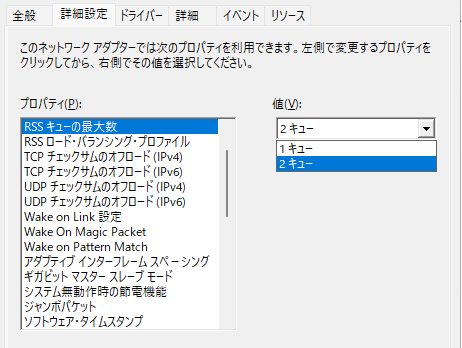 全般 詳細設定 ドライバー 詳細 イベント リソース
このネットワーク アダプターでは次のプロパティを利用できます。左側で変更するプロパティを
クリックしてから、右側でその値を選択してください。
プロパティ(P): 値(V):
RSS キューの最大数 2 キュー
RSS ロード・バランシング・プロファイル 1 キュー
TCP チェックサムのオフロード (IPv4) 2 キュー
TCP チェックサムのオフロード (IPv6)
UDP チェックサムのオフロード (IPv4)
UDP チェックサムのオフロード (IPv6)
Wake on Link 設定
Wake On Magic Packet
Wake on Pattern Match
アダプティブ インターフレーム スペーシング
ギガビット マスター スレーブ モード
システム無動作時の節電機能
ジャンボパケット
ソフトウェア・タイムスタンプ